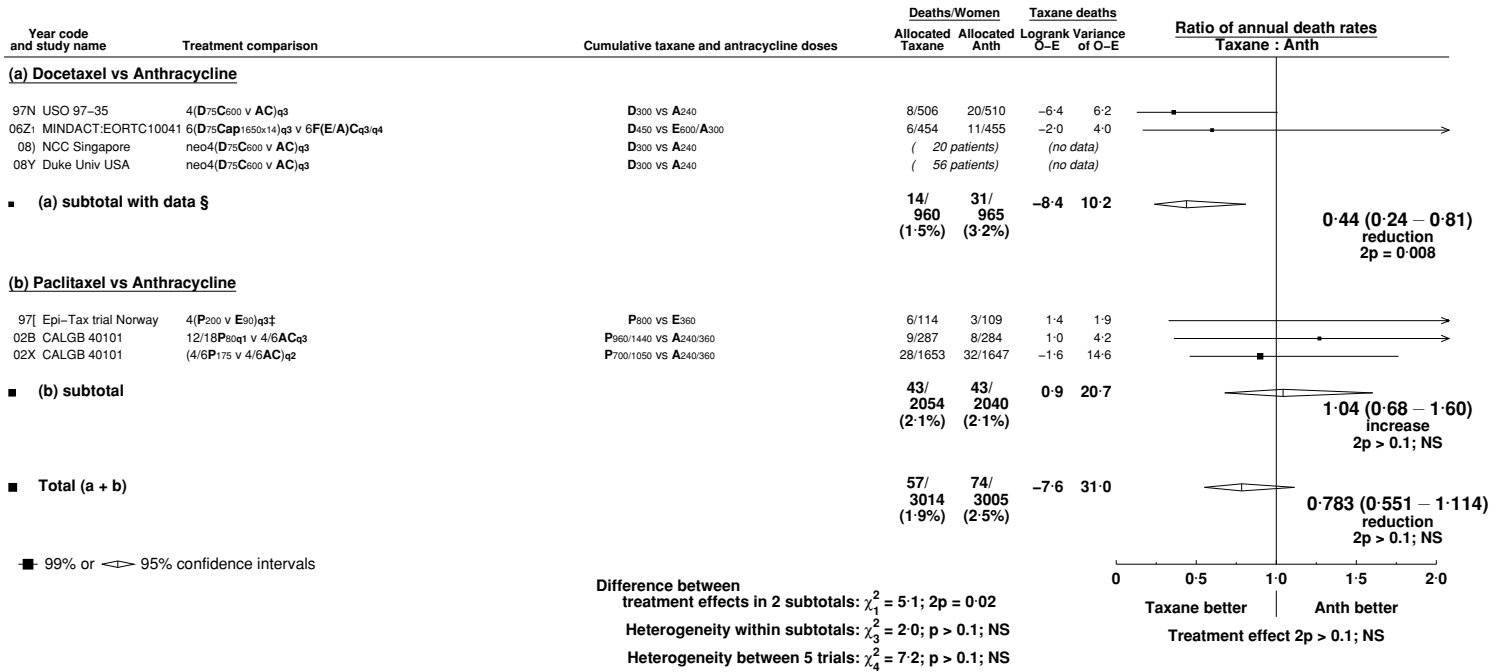 Deaths/Women Taxane deaths
Year code and study name Treatment comparison Cumulative taxane and antracycline doses Allocated Taxane Allocated Anth Logrank O–E Variance of O–E Ratio of annual death rates Taxane : Anth
(a) Docetaxel vs Anthracycline
97N USO 97–35 4(D75C600 v AC)q3 D300 vs A240 8/506 20/510 –6·4 6·2
06Z1 MINDACT:EORTC10041 6(D75Cap1650x14)q3 v 6F(E/A)Cq3/q4 D450 vs E600/A300 6/454 11/455 –2·0 4·0
08) NCC Singapore neo4(D75C600 v AC)q3 D300 vs A240 ( 20 patients) (no data)
08Y Duke Univ USA neo4(D75C600 v AC)q3 D300 vs A240 ( 56 patients) (no data)
(a) subtotal with data § 14/ 960 (1·5%) 31/ 965 (3·2%) –8·4 10·2
0·44 (0·24 – 0·81)
reduction
2p = 0·008
(b) Paclitaxel vs Anthracycline
97[ Epi–Tax trial Norway 4(P200 v E90)q3‡ P800 vs E360 6/114 3/109 1·4 1·9
02B CALGB 40101 12/18P80q1 v 4/6ACq3 P960/1440 vs A240/360 9/287 8/284 1·0 4·2
02X CALGB 40101 (4/6P175 v 4/6AC)q2 P700/1050 vs A240/360 28/1653 32/1647 –1·6 14·6
(b) subtotal 43/ 2054 (2·1%) 43/ 2040 (2·1%) 0·9 20·7
1·04 (0·68 – 1·60)
increase
2p > 0.1; NS
Total (a + b) 57/ 3014 (1·9%) 74/ 3005 (2·5%) –7·6 31·0
0·783 (0·551 – 1·114)
reduction
2p > 0.1; NS
99% or 95% confidence intervals
0 0·5 1·0 1·5 2·0
Taxane better Anth better
Treatment effect 2p > 0.1; NS
Difference between
treatment effects in 2 subtotals: χ²₁ = 5·1; 2p = 0·02
Heterogeneity within subtotals: χ²₃ = 2·0; p > 0.1; NS
Heterogeneity between 5 trials: χ²₄ = 7·2; p > 0.1; NS